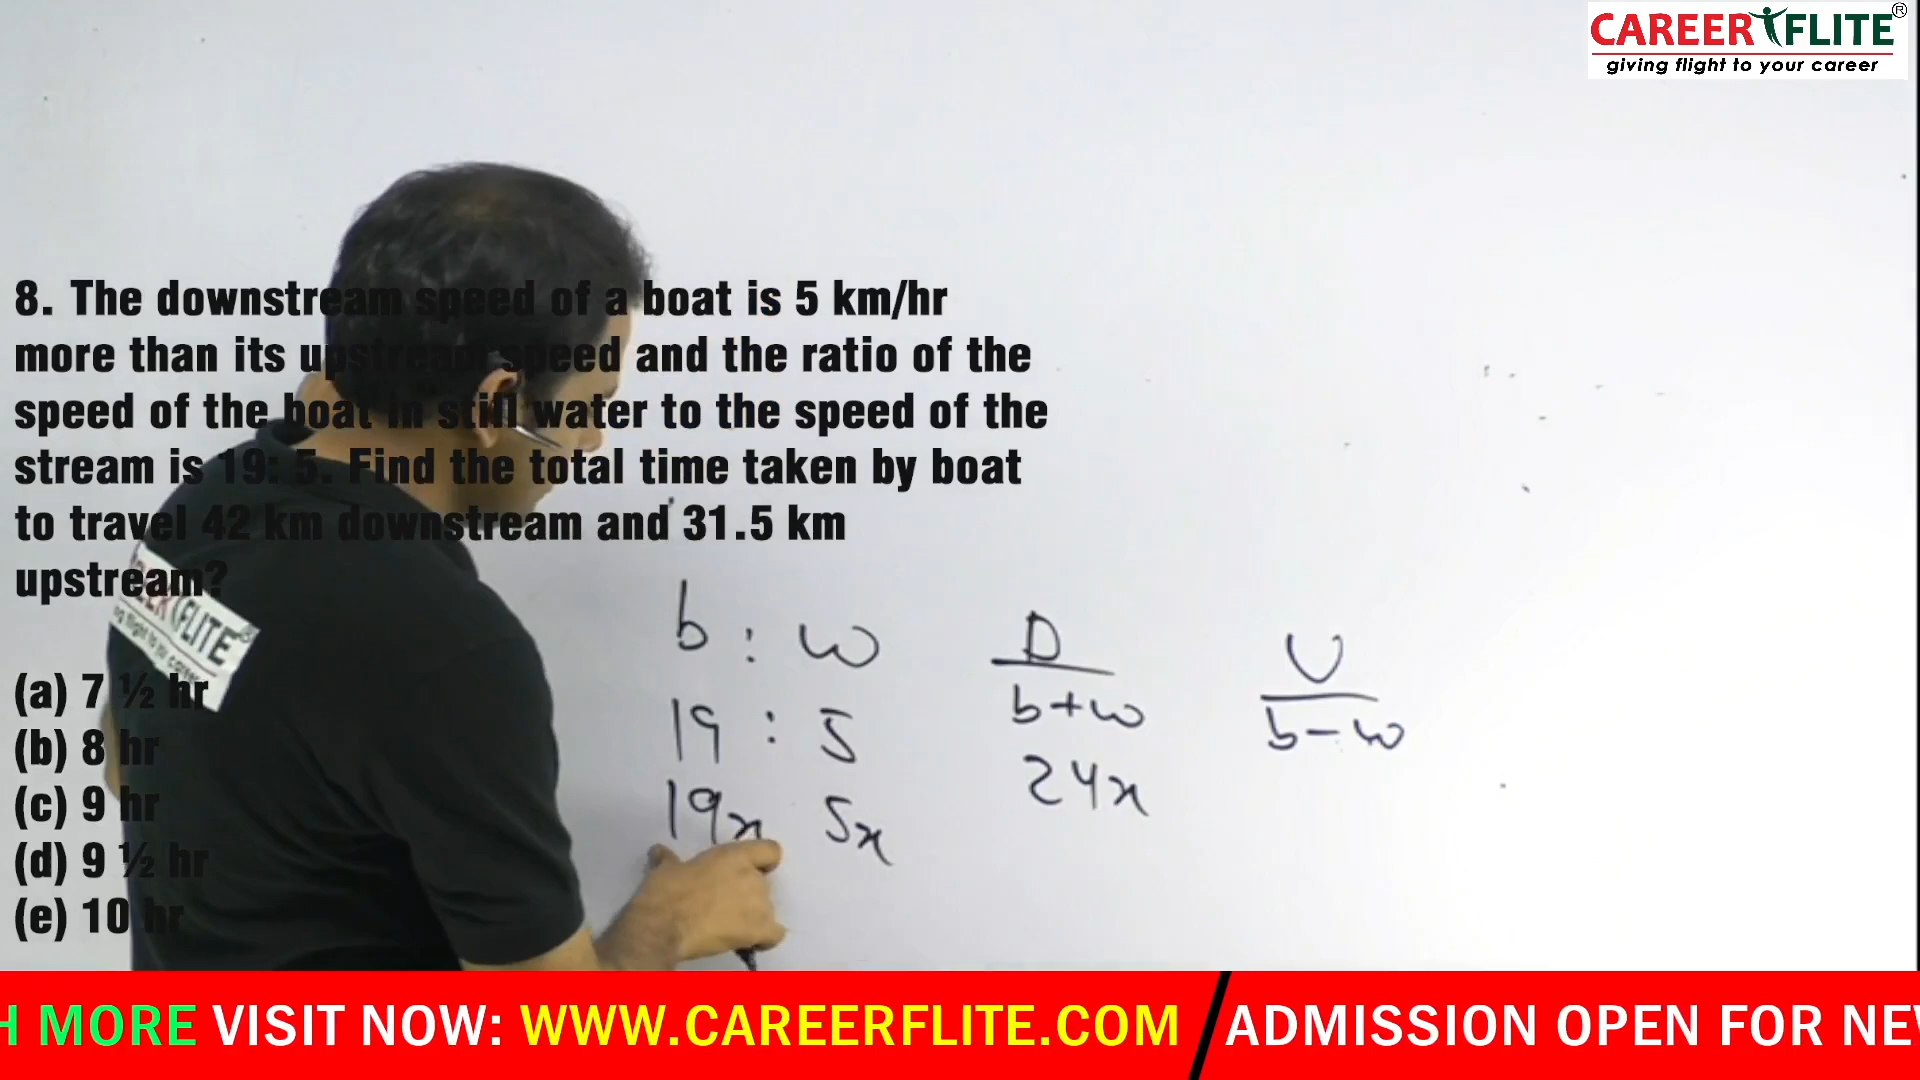 CAREER FLITE®
giving flight to your career
8. The downstream speed of a boat is 5 km/hr
more than its upstream speed and the ratio of the
speed of the boat in still water to the speed of the
stream is 19: 5. Find the total time taken by boat
to travel 42 km downstream and 31.5 km
upstream?
(a) 7 ½ hr
(b) 8 hr
(c) 9 hr
(d) 9 ½ hr
(e) 10 hr
FLITE
b : w
19 : 5
19x 5x
D
b+w
24x
U
b-w
H MORE VISIT NOW: WWW.CAREERFLITE.COM / ADMISSION OPEN FOR NEW